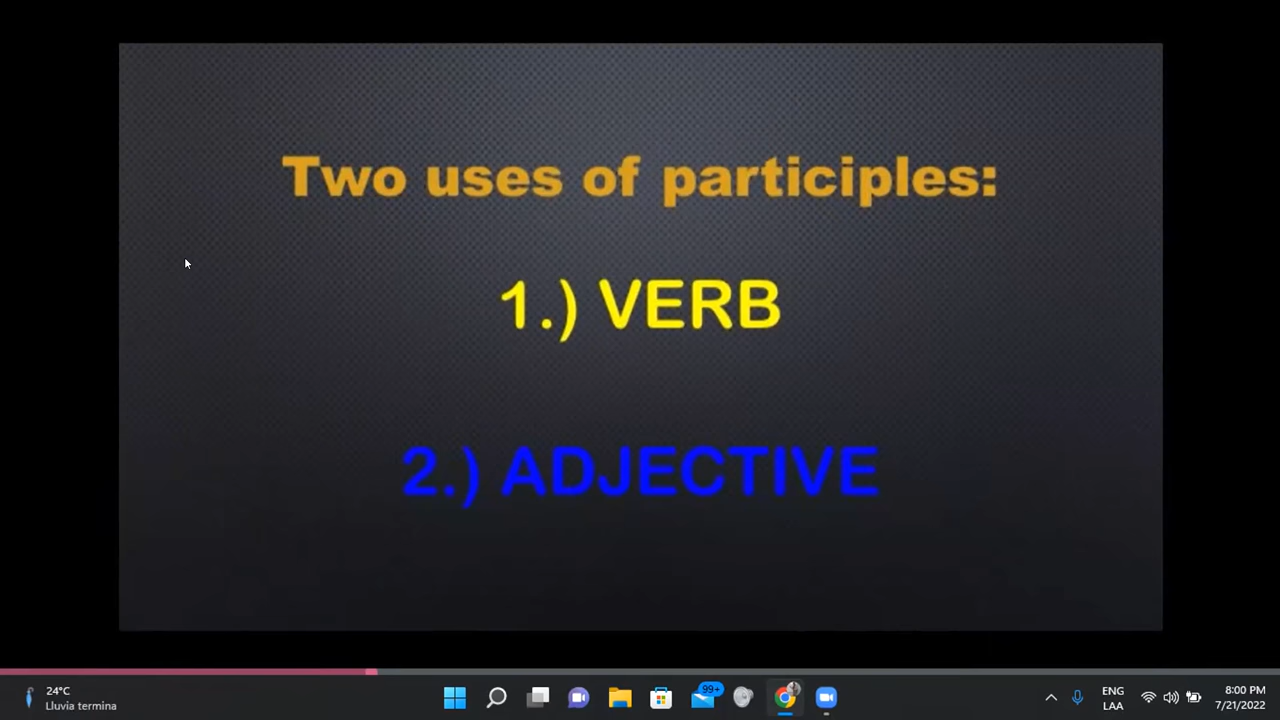 Two uses of participles:
1.) VERB
2.) ADJECTIVE
24°C
Lluvia termina
99+
ENG
LAA
8:00 PM
7/21/2022